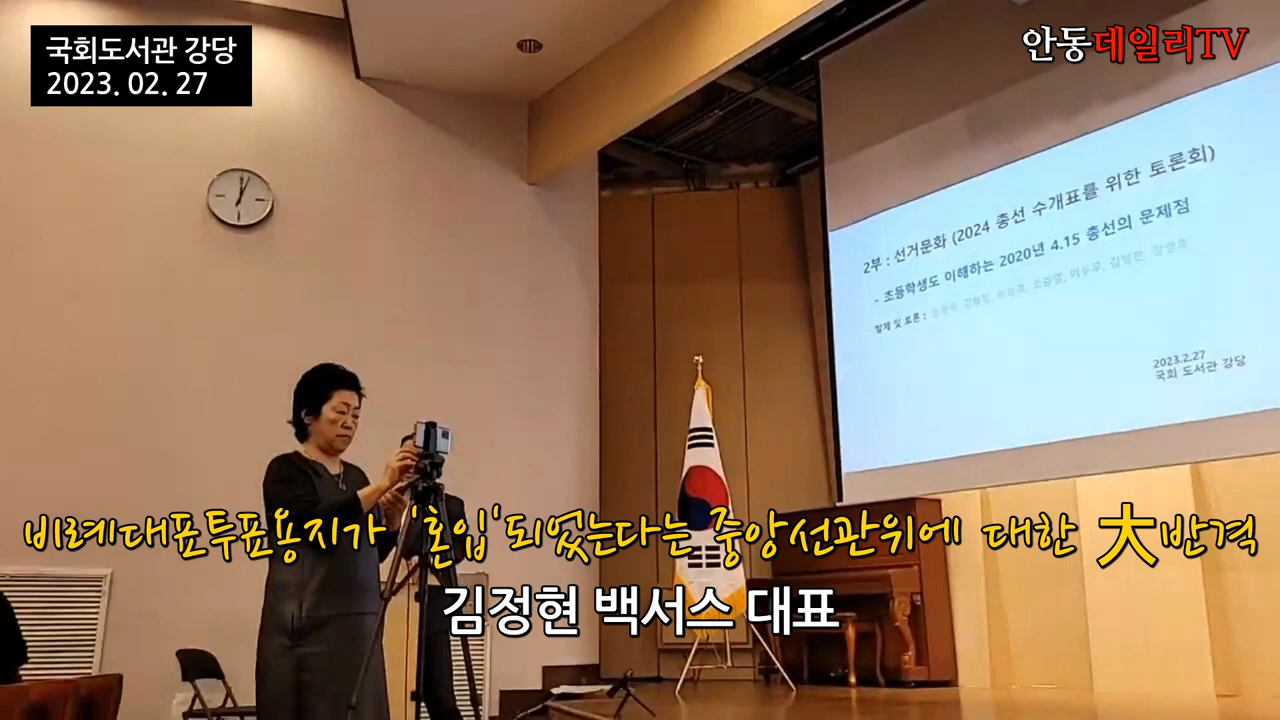 국회도서관 강당
2023. 02. 27
안동데일리TV
2부 : 선거문화 (2024 총선 수개표를 위한 토론회)
- 초등학생도 이해하는 2020년 4.15 총선의 문제점
발제 및 토론 :
2023.2.27
국회 도서관 강당
비례대표투표용지가 '혼입'되었는다는 중앙선관위에 대한 大반격
김정현 백서스 대표